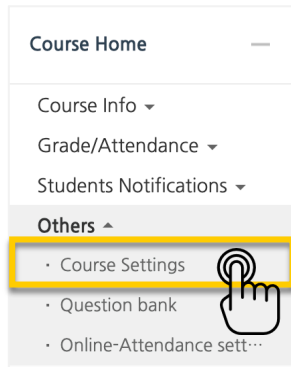 Course Home
Course Info
Grade/Attendance
Students Notifications
Others
· Course Settings
· Question bank
· Online-Attendance sett···